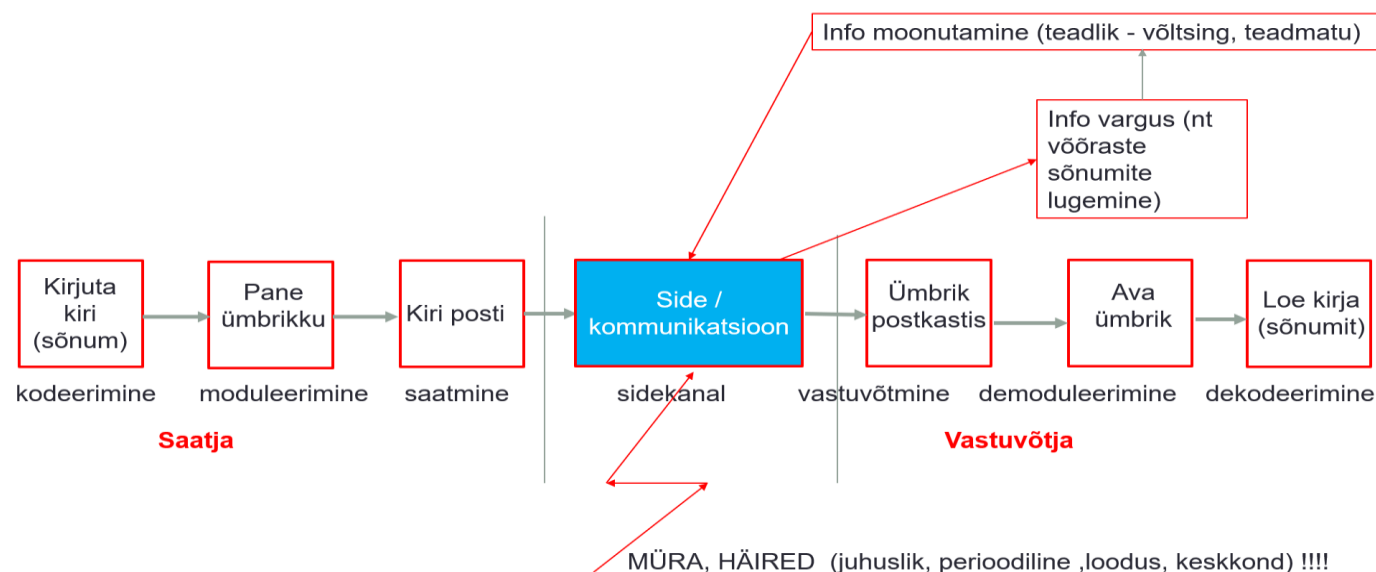 Info moonutamine (teadlik - võltsing, teadmatu)
Info vargus (nt
võõraste
sõnumite
lugemine)
Kirjuta
kiri
(sõnum)
Pane
ümbrikku
Kiri posti
Side /
kommunikatsioon
Ümbrik
postkastis
Ava
ümbrik
Loe kirja
(sõnumit)
kodeerimine
moduleerimine
saatmine
sidekanal
vastuvõtmine
demoduleerimine
dekodeerimine
Saatja
Vastuvõtja
MÜRA, HÄIRED (juhuslik, perioodiline ,loodus, keskkond) !!!!